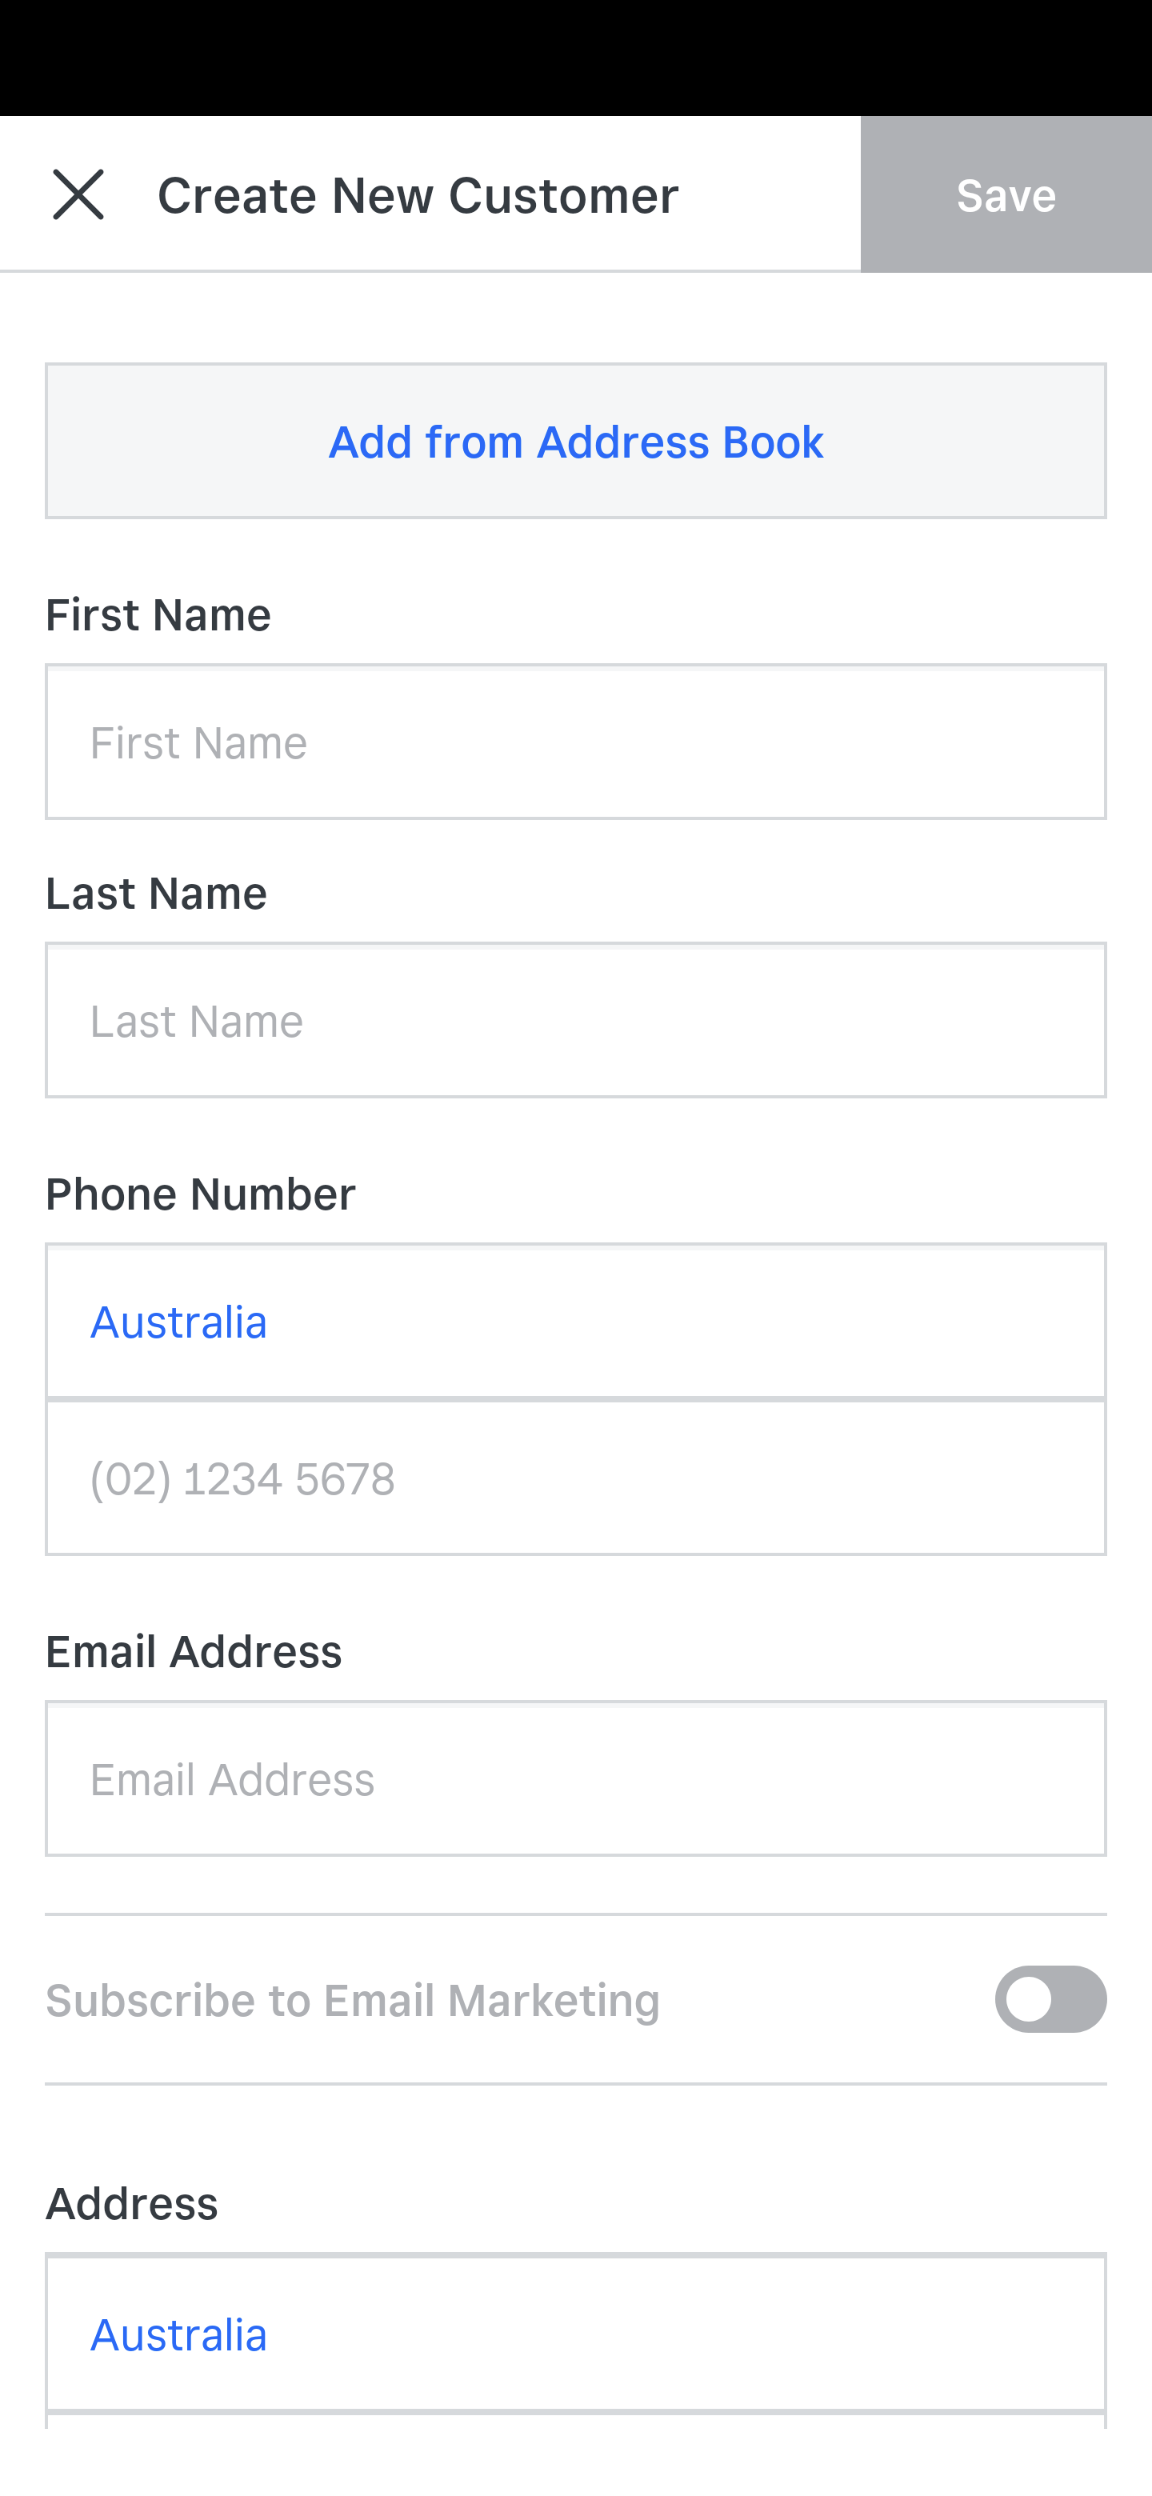 Create New Customer
Save
Add from Address Book
First Name
First Name
Last Name
Last Name
Phone Number
Australia
(02) 1234 5678
Email Address
Email Address
Subscribe to Email Marketing
Address
Australia